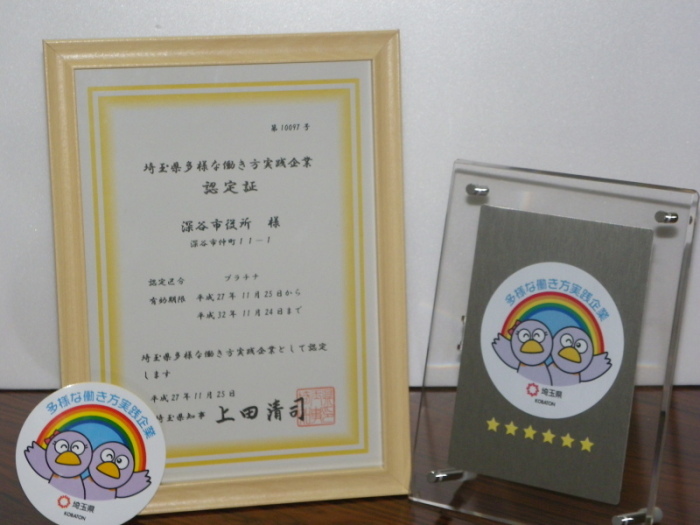 第10097号
埼玉県多様な働き方実践企業
認定証
深谷市役所 様
深谷市仲町11-1
認定区分 プラチナ
有効期限 平成27年11月25日から
平成32年11月24日まで
埼玉県多様な働き方実践企業として認定
します
平成27年11月25日
埼玉県知事 上田清司
多様な働き方実践企業
埼玉県
KOBATON
多様な働き方実践企業
埼玉県
KOBATON